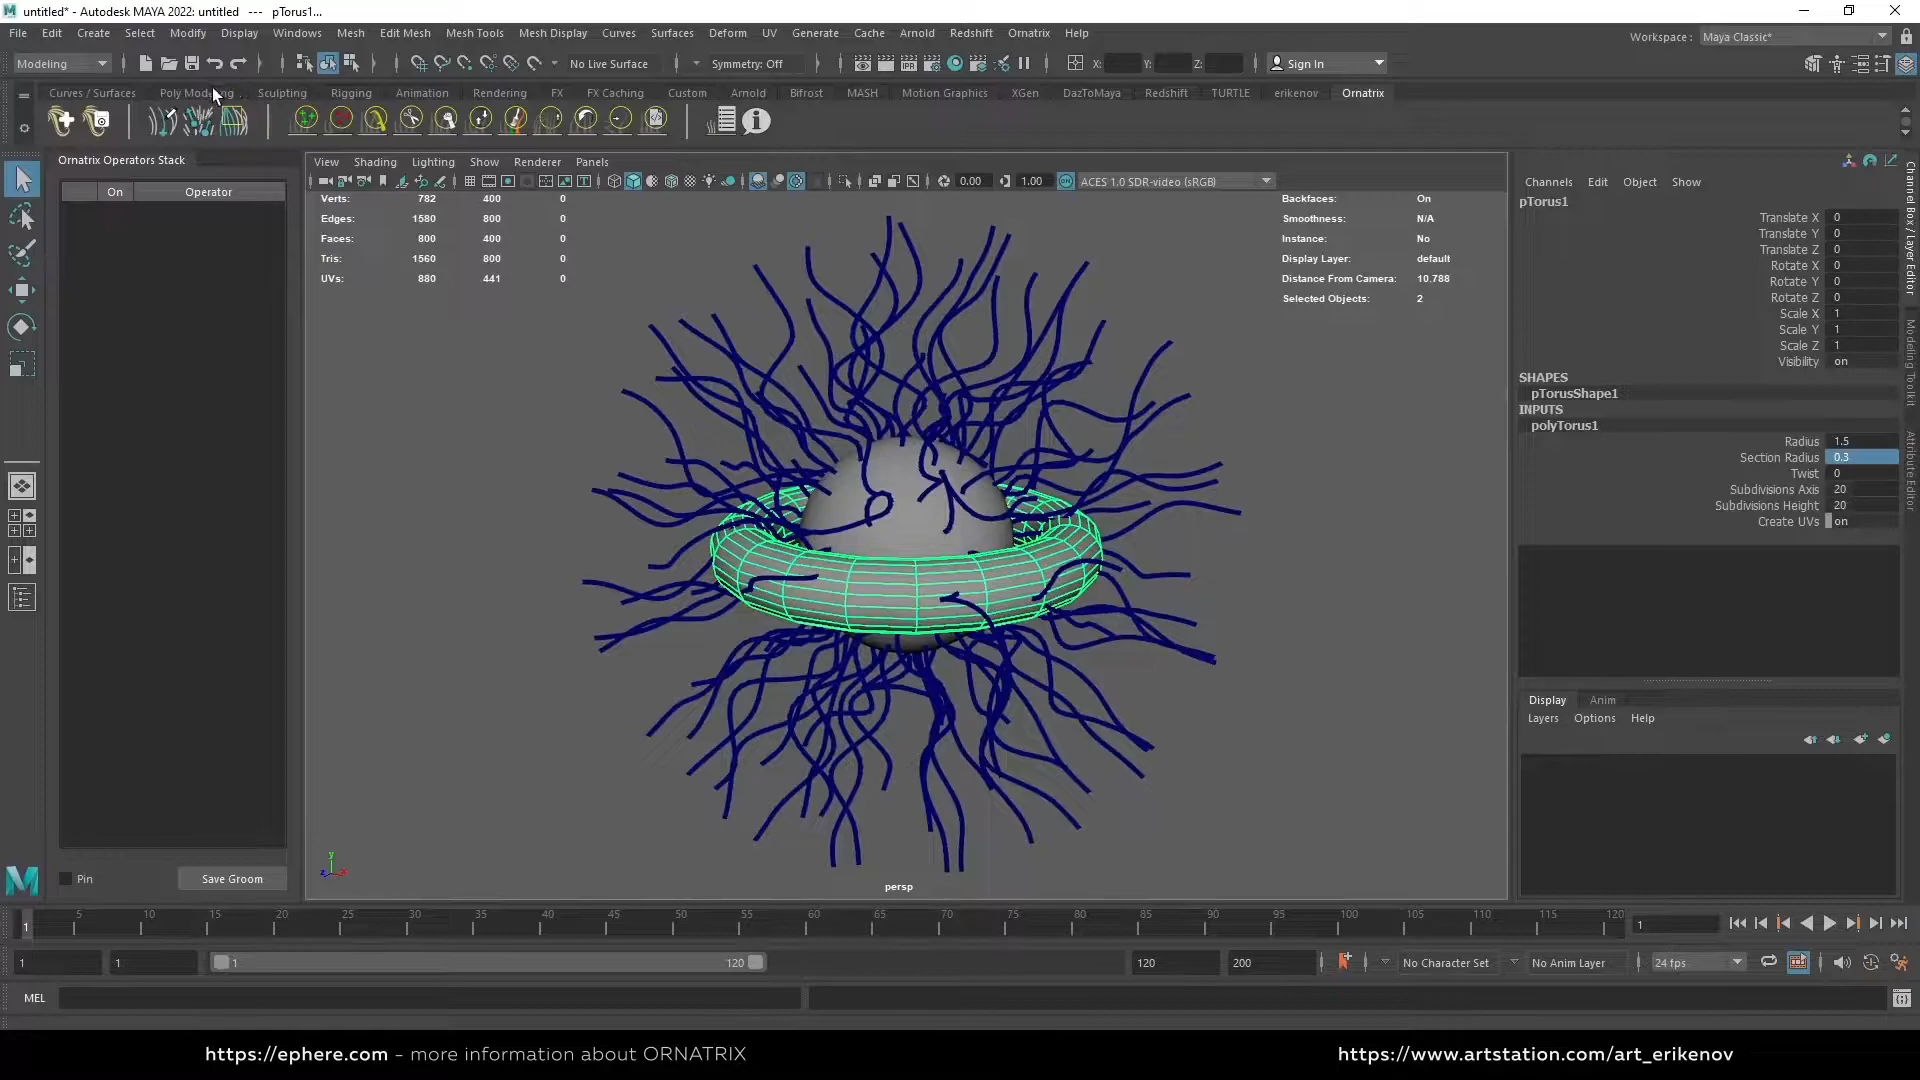 untitled* - Autodesk MAYA 2022: untitled --- pTorus1...
File Edit Create Select Modify Display Windows Mesh Edit Mesh Mesh Tools Mesh Display Curves Surfaces Deform UV Generate Cache Arnold Redshift Ornatrix Help
Workspace : Maya Classic*
Modeling No Live Surface Symmetry: Off X: Y: Z: Sign In
Curves / Surfaces Poly Modeling Sculpting Rigging Animation Rendering FX FX Caching Custom Arnold Bifrost MASH Motion Graphics XGen DazToMaya Redshift TURTLE erikenov Ornatrix
Ornatrix Operators Stack
On Operator
Pin Save Groom
View Shading Lighting Show Renderer Panels
0.00 1.00 ACES 1.0 SDR-video (sRGB)
Verts: 782 400 0
Edges: 1580 800 0
Faces: 800 400 0
Tris: 1560 800 0
UVs: 880 441 0
Backfaces: On
Smoothness: N/A
Instance: No
Display Layer: default
Distance From Camera: 10.788
Selected Objects: 2
y
z x
persp
Channels Edit Object Show
pTorus1
Translate X 0
Translate Y 0
Translate Z 0
Rotate X 0
Rotate Y 0
Rotate Z 0
Scale X 1
Scale Y 1
Scale Z 1
Visibility on
SHAPES
pTorusShape1
INPUTS
polyTorus1
Radius 1.5
Section Radius 0.3
Twist 0
Subdivisions Axis 20
Subdivisions Height 20
Create UVs on
Display Anim
Layers Options Help
Channel Box / Layer Editor
Modeling Toolkit
Attribute Editor
5 10 15 20 25 30 35 40 45 50 55 60 65 70 75 80 85 90 95 100 105 110 115 120
1 1
1 1 1 120 120 200 No Character Set No Anim Layer 24 fps
MEL
https://ephere.com - more information about ORNATRIX
https://www.artstation.com/art_erikenov